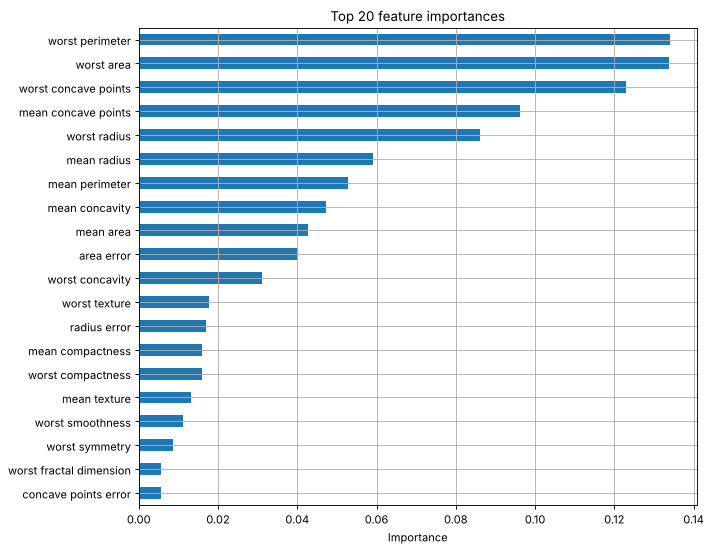 Top 20 feature importances
worst perimeter
worst area
worst concave points
mean concave points
worst radius
mean radius
mean perimeter
mean concavity
mean area
area error
worst concavity
worst texture
radius error
mean compactness
worst compactness
mean texture
worst smoothness
worst symmetry
worst fractal dimension
concave points error
0.00 0.02 0.04 0.06 0.08 0.10 0.12 0.14
Importance